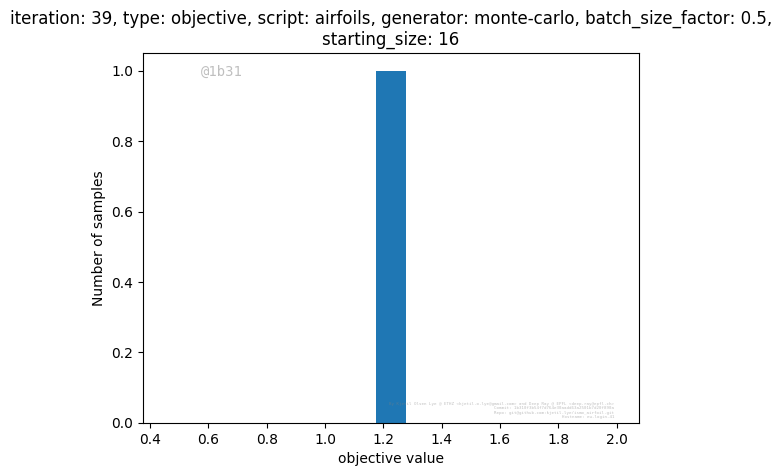 iteration: 39, type: objective, script: airfoils, generator: monte-carlo, batch_size_factor: 0.5,
starting_size: 16
@1b31
1.0
0.8
0.6
0.4
0.2
0.0
Number of samples
0.4 0.6 0.8 1.0 1.2 1.4 1.6 1.8 2.0
objective value